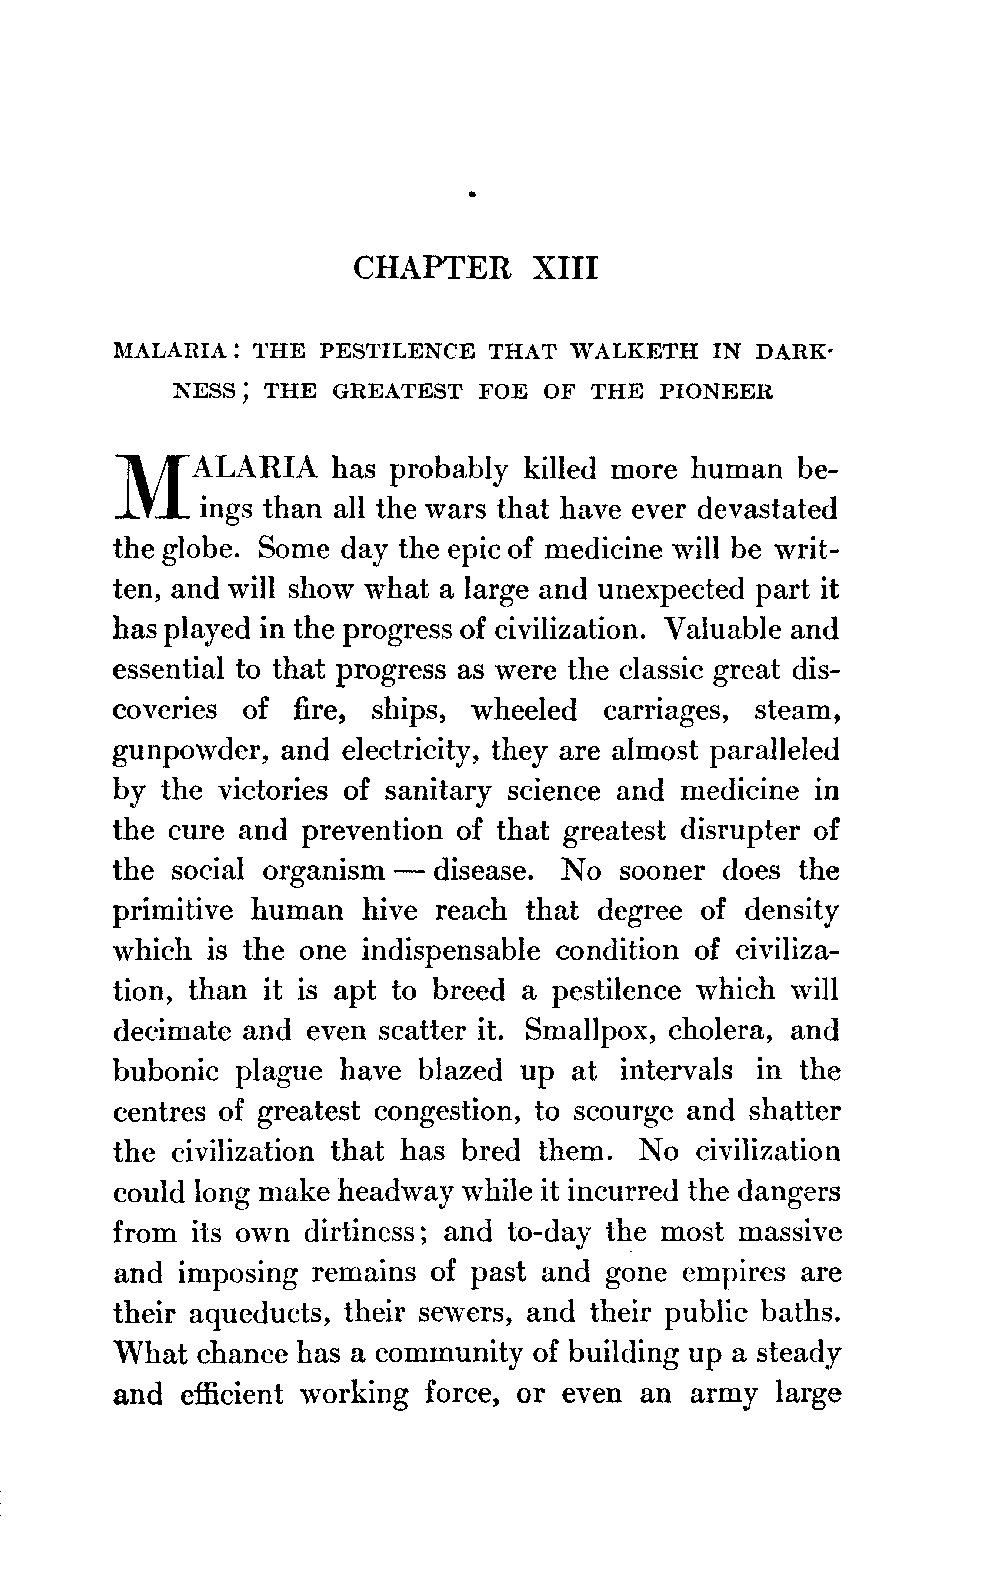 CHAPTER XIII
MALARIA: THE PESTILENCE THAT WALKETH IN DARK-
NESS; THE GREATEST FOE OF THE PIONEER
MALARIA has probably killed more human be-
ings than all the wars that have ever devastated
the globe. Some day the epic of medicine will be writ-
ten, and will show what a large and unexpected part it
has played in the progress of civilization. Valuable and
essential to that progress as were the classic great dis-
coveries of fire, ships, wheeled carriages, steam,
gunpowder, and electricity, they are almost paralleled
by the victories of sanitary science and medicine in
the cure and prevention of that greatest disrupter of
the social organism — disease. No sooner does the
primitive human hive reach that degree of density
which is the one indispensable condition of civiliza-
tion, than it is apt to breed a pestilence which will
decimate and even scatter it. Smallpox, cholera, and
bubonic plague have blazed up at intervals in the
centres of greatest congestion, to scourge and shatter
the civilization that has bred them. No civilization
could long make headway while it incurred the dangers
from its own dirtiness; and to-day the most massive
and imposing remains of past and gone empires are
their aqueducts, their sewers, and their public baths.
What chance has a community of building up a steady
and efficient working force, or even an army large